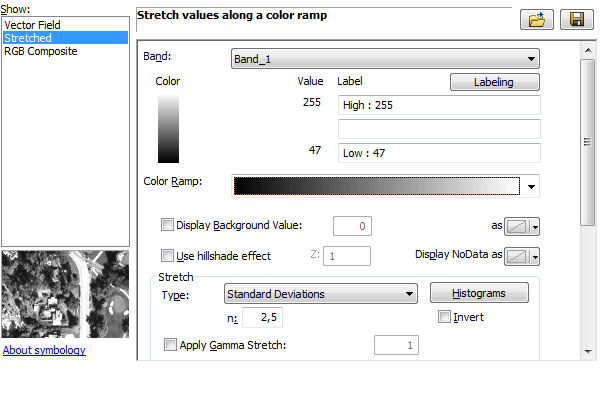 Show:
Vector Field
Stretched
RGB Composite
About symbology
Stretch values along a color ramp
Band: Band_1
Color Value Label Labeling
255 High : 255
47 Low : 47
Color Ramp:
Display Background Value: 0 as
Use hillshade effect Z: 1 Display NoData as
Stretch
Type: Standard Deviations Histograms
n: 2,5 Invert
Apply Gamma Stretch: 1